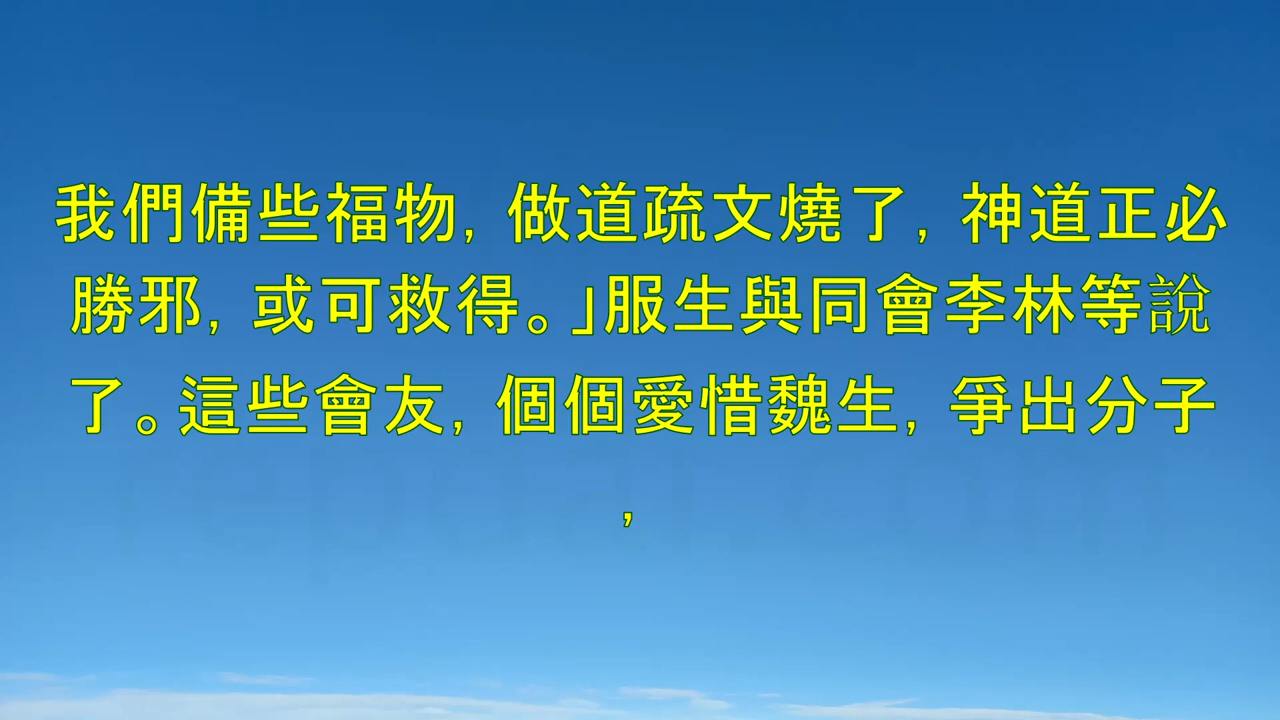 我們備些福物，做道疏文燒了，神道正必
勝邪，或可救得。」服生與同會李林等說
了。這些會友，個個愛惜魏生，爭出分子
，